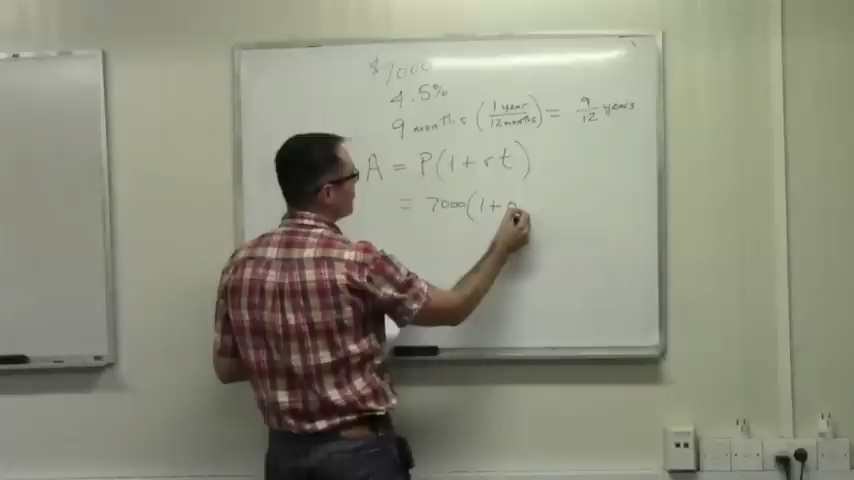 $7000
4.5%
9 months (1 year/12 months) = 9/12 years
A = P(1 + rt)
= 7000(1 + 0